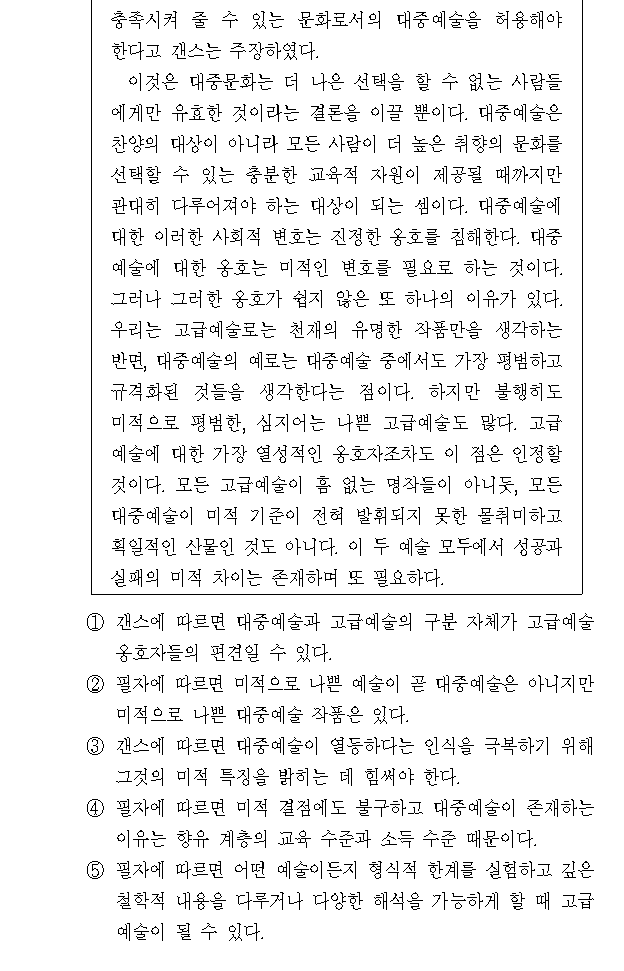 충족시켜 줄 수 있는 문화로서의 대중예술을 허용해야
한다고 갠스는 주장하였다.
이것은 대중문화는 더 나은 선택을 할 수 없는 사람들
에게만 유효한 것이라는 결론을 이끌 뿐이다. 대중예술은
찬양의 대상이 아니라 모든 사람이 더 높은 취향의 문화를
선택할 수 있는 충분한 교육적 자원이 제공될 때까지만
관대히 다루어져야 하는 대상이 되는 셈이다. 대중예술에
대한 이러한 사회적 변호는 진정한 옹호를 침해한다. 대중
예술에 대한 옹호는 미적인 변호를 필요로 하는 것이다.
그러나 그러한 옹호가 쉽지 않은 또 하나의 이유가 있다.
우리는 고급예술로는 천재의 유명한 작품만을 생각하는
반면, 대중예술의 예로는 대중예술 중에서도 가장 평범하고
규격화된 것들을 생각한다는 점이다. 하지만 불행히도
미적으로 평범한, 심지어는 나쁜 고급예술도 많다. 고급
예술에 대한 가장 열성적인 옹호자조차도 이 점은 인정할
것이다. 모든 고급예술이 흠 없는 명작들이 아니듯, 모든
대중예술이 미적 기준이 전혀 발휘되지 못한 몰취미하고
획일적인 산물인 것도 아니다. 이 두 예술 모두에서 성공과
실패의 미적 차이는 존재하며 또 필요하다.
① 갠스에 따르면 대중예술과 고급예술의 구분 자체가 고급예술
옹호자들의 편견일 수 있다.
② 필자에 따르면 미적으로 나쁜 예술이 곧 대중예술은 아니지만
미적으로 나쁜 대중예술 작품은 있다.
③ 갠스에 따르면 대중예술이 열등하다는 인식을 극복하기 위해
그것의 미적 특징을 밝히는 데 힘써야 한다.
④ 필자에 따르면 미적 결점에도 불구하고 대중예술이 존재하는
이유는 향유 계층의 교육 수준과 소득 수준 때문이다.
⑤ 필자에 따르면 어떤 예술이든지 형식적 한계를 실험하고 깊은
철학적 내용을 다루거나 다양한 해석을 가능하게 할 때 고급
예술이 될 수 있다.